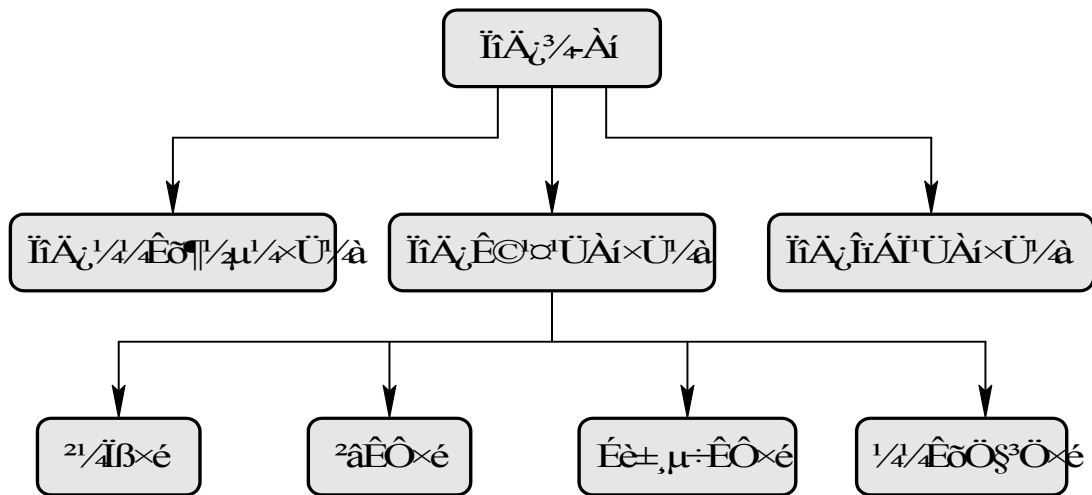 ÏîÄ¿¾­Àí
ÏîÄ¿¼¼Êõ¶½µ¼×Ü¼à
ÏîÄ¿Ê©¹¤¹ÜÀí×Ü¼à
ÏîÄ¿ÎïÁÏ¹ÜÀí×Ü¼à
²¼Ïß×é
²âÊÔ×é
Éè±¸µ÷ÊÔ×é
¼¼ÊõÖ§³Ö×é